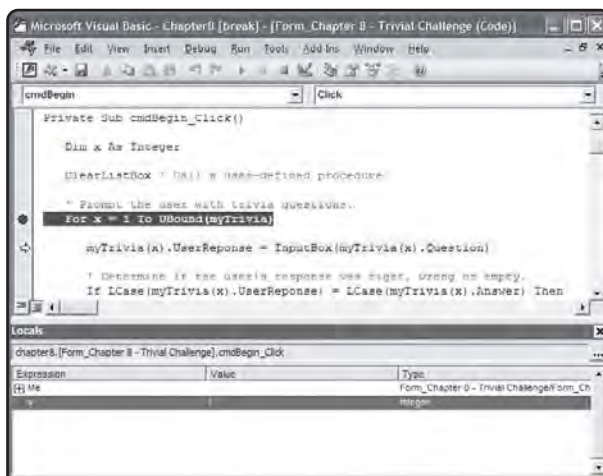 Microsoft Visual Basic - Chapter8 [break] - [Form_Chapter 8 - Trivial Challenge (Code)]
File Edit View Insert Debug Run Tools Add-Ins Window Help
cmdBegin Click
Private Sub cmdBegin_Click()
Dim x As Integer
ClearListBox ' Call a user-defined procedure
' Prompt the user with trivia questions.
For x = 1 To UBound(myTrivia)
myTrivia(x).UserReponse = InputBox(myTrivia(x).Question)
' Determine if the user's response was right, wrong or empty.
If LCase(myTrivia(x).UserReponse) = LCase(myTrivia(x).Answer) Then
Locals
chapter8.[Form_Chapter 8 - Trivial Challenge].cmdBegin_Click
Expression Value Type
Me Form_Chapter 8 - Trivial Challenge/Form_Ch
x 1 Integer